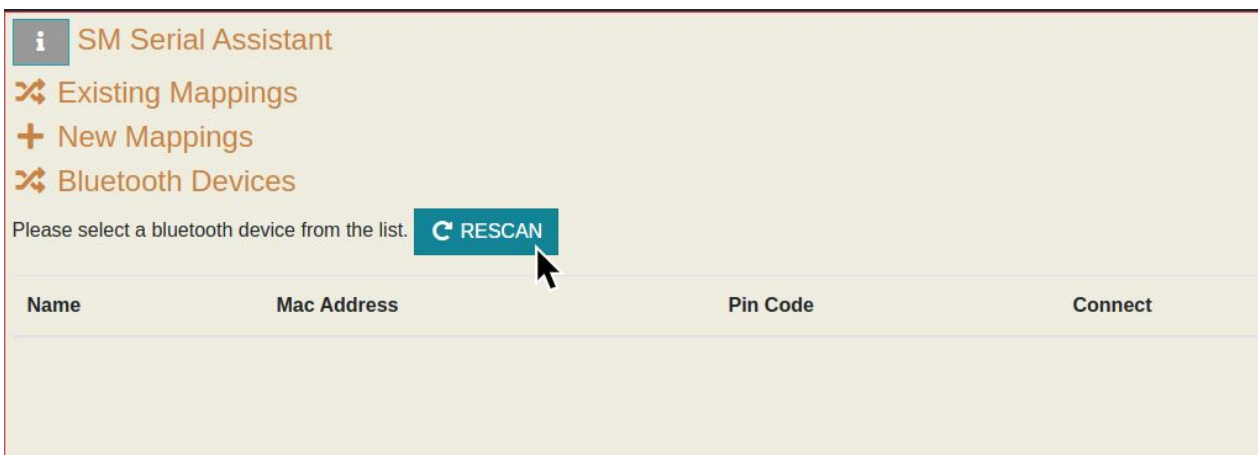 SM Serial Assistant
Existing Mappings
New Mappings
Bluetooth Devices
Please select a bluetooth device from the list. RESCAN
Name Mac Address Pin Code Connect